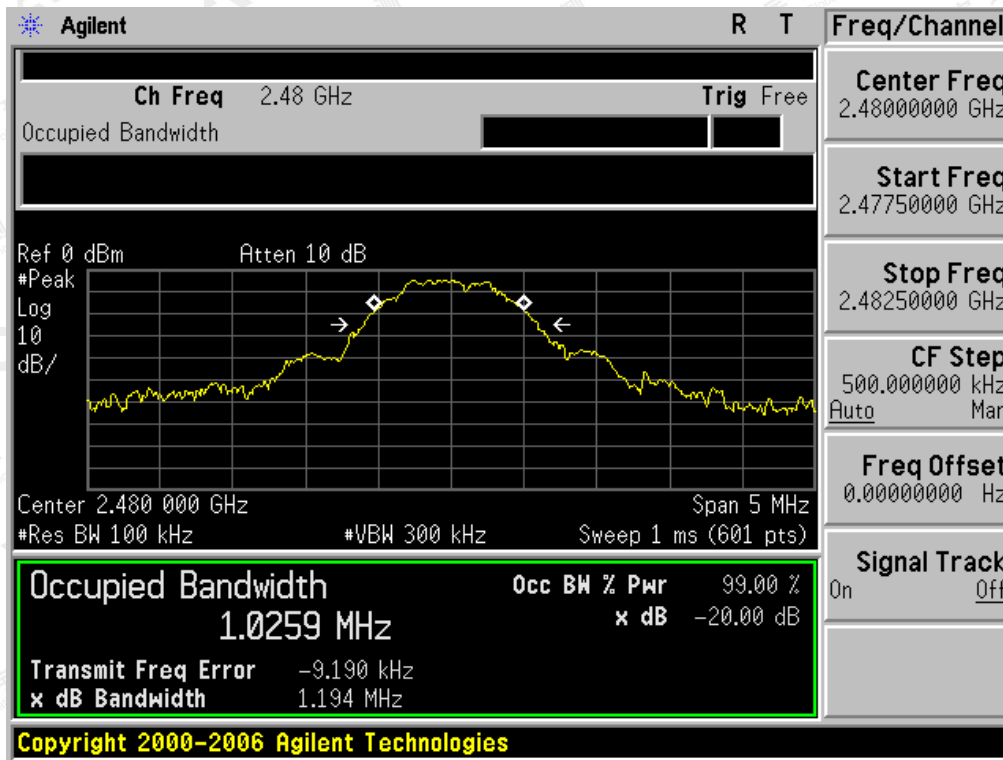 Agilent
R T
Freq/Channel
Ch Freq 2.48 GHz
Trig Free
Occupied Bandwidth
Center Freq
2.48000000 GHz
Start Freq
2.47750000 GHz
Stop Freq
2.48250000 GHz
CF Step
500.000000 kHz
Auto Man
Freq Offset
0.00000000 Hz
Signal Track
On Off
Ref 0 dBm Atten 10 dB
#Peak
Log
10
dB/
Center 2.480 000 GHz Span 5 MHz
#Res BW 100 kHz #VBW 300 kHz Sweep 1 ms (601 pts)
Occupied Bandwidth
1.0259 MHz
Occ BW % Pwr 99.00 %
x dB -20.00 dB
Transmit Freq Error -9.190 kHz
x dB Bandwidth 1.194 MHz
Copyright 2000-2006 Agilent Technologies